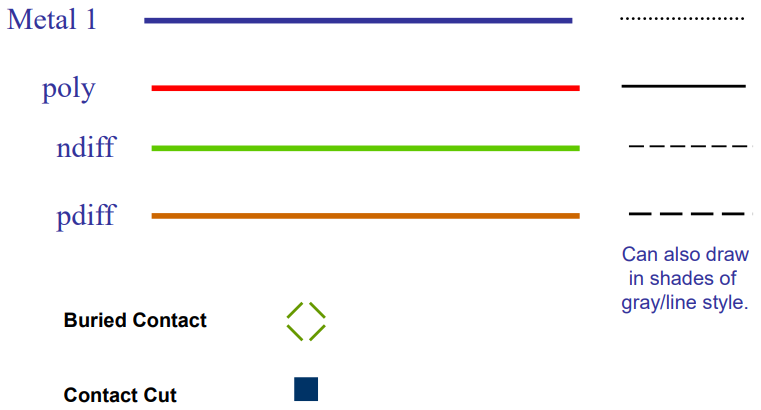 Metal 1
poly
ndiff
pdiff
Can also draw
in shades of
gray/line style.
Buried Contact
Contact Cut